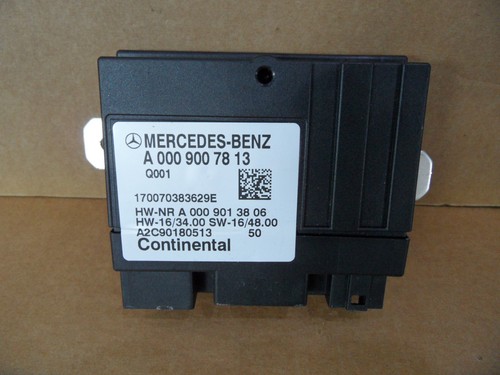 MERCEDES-BENZ
A 000 900 78 13
Q001
170070383629E
HW-NR A 000 901 38 06
HW-16/34.00 SW-16/48.00
A2C90180513 50
Continental